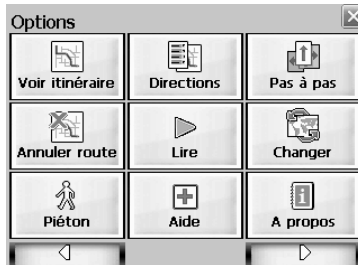 Options
Voir itinéraire
Directions
Pas à pas
Annuler route
Lire
Changer
Piéton
Aide
A propos